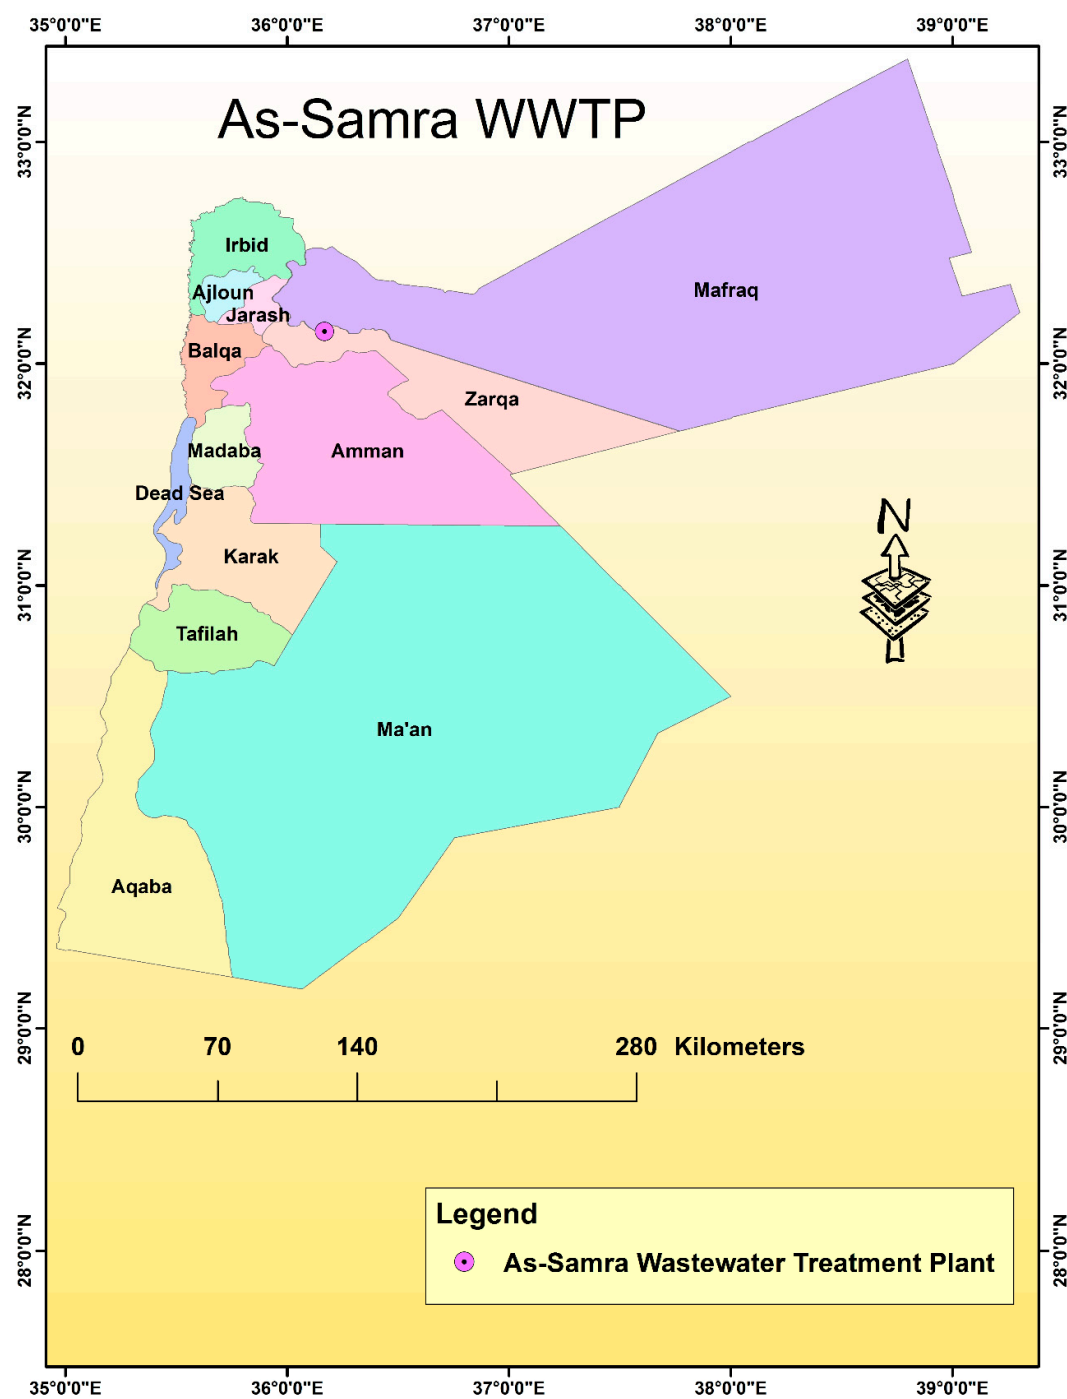 35°0'0"E 36°0'0"E 37°0'0"E 38°0'0"E 39°0'0"E
As-Samra WWTP
33°0'0"N 33°0'0"N
Irbid
Ajloun
Mafraq
Jarash
Balqa
32°0'0"N 32°0'0"N
Zarqa
Madaba Amman
Dead Sea
N
Karak
31°0'0"N 31°0'0"N
Tafilah
Ma'an
30°0'0"N 30°0'0"N
Aqaba
29°0'0"N 29°0'0"N
0 70 140 280 Kilometers
Legend
28°0'0"N 28°0'0"N
As-Samra Wastewater Treatment Plant
35°0'0"E 36°0'0"E 37°0'0"E 38°0'0"E 39°0'0"E